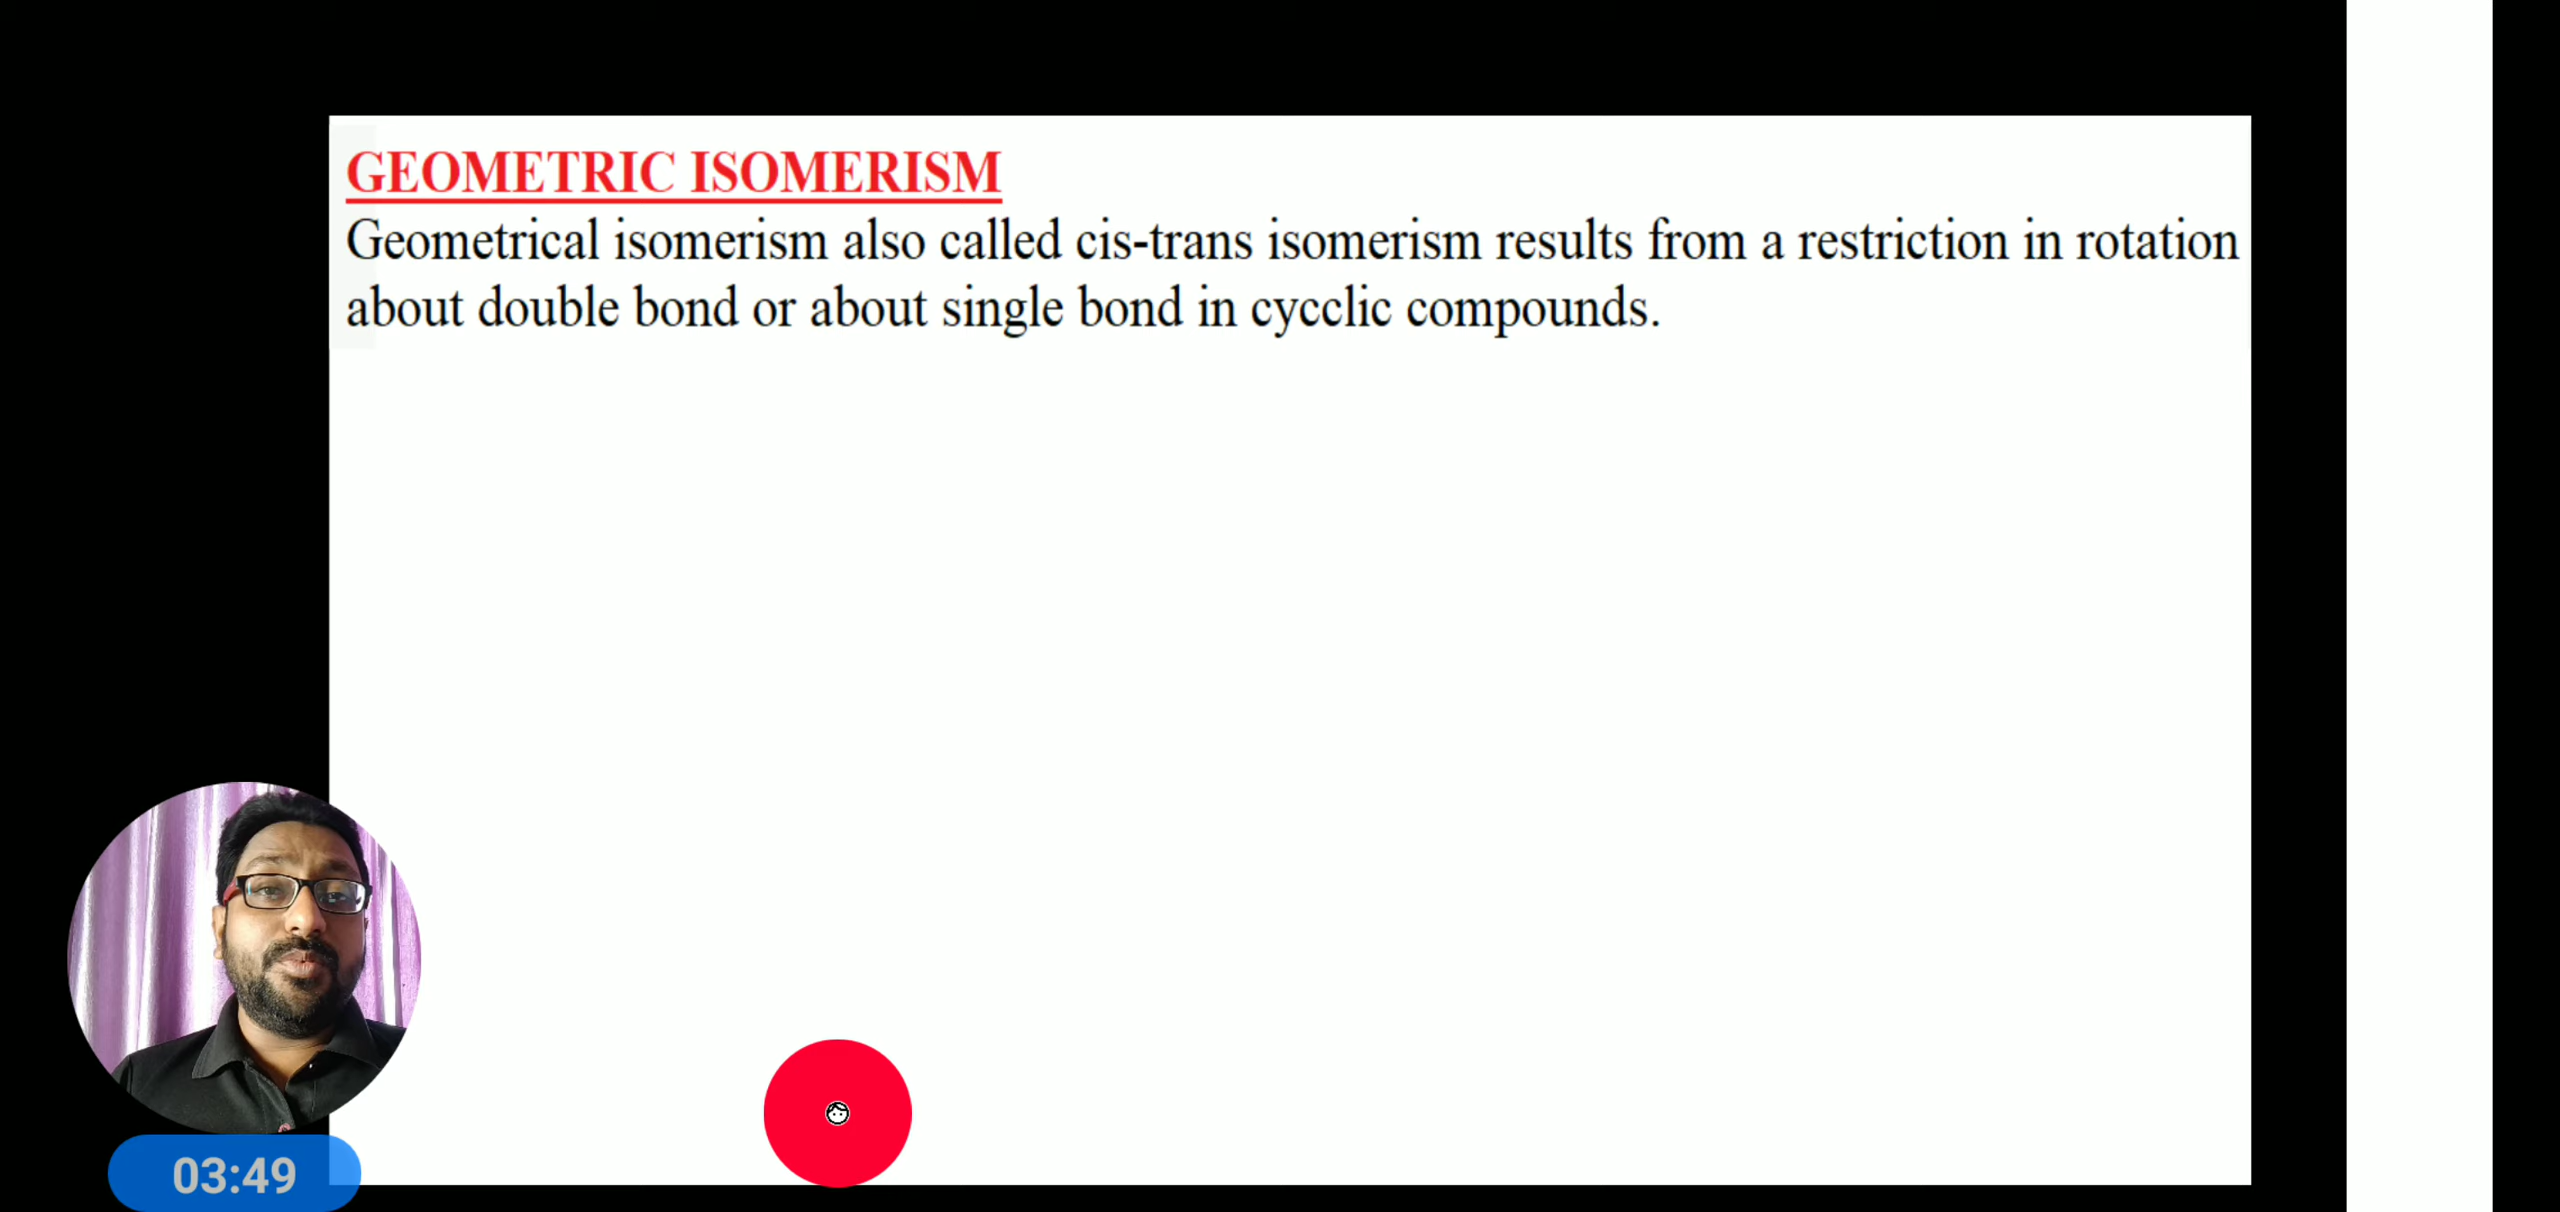 GEOMETRIC ISOMERISM
Geometrical isomerism also called cis-trans isomerism results from a restriction in rotation
about double bond or about single bond in cycclic compounds.
03:49